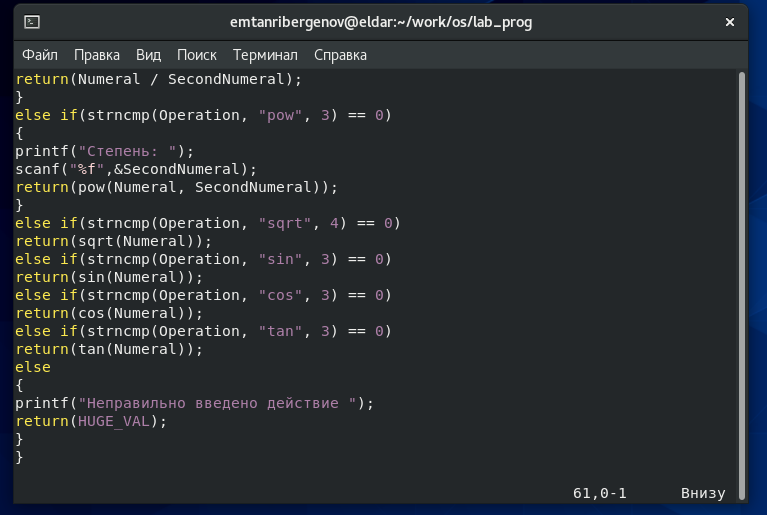 emtanribergenov@eldar:~/work/os/lab_prog
Файл Правка Вид Поиск Терминал Справка
return(Numeral / SecondNumeral);
}
else if(strncmp(Operation, "pow", 3) == 0)
{
printf("Степень: ");
scanf("%f",&SecondNumeral);
return(pow(Numeral, SecondNumeral));
}
else if(strncmp(Operation, "sqrt", 4) == 0)
return(sqrt(Numeral));
else if(strncmp(Operation, "sin", 3) == 0)
return(sin(Numeral));
else if(strncmp(Operation, "cos", 3) == 0)
return(cos(Numeral));
else if(strncmp(Operation, "tan", 3) == 0)
return(tan(Numeral));
else
{
printf("Неправильно введено действие ");
return(HUGE_VAL);
}
}
61,0-1 Внизу